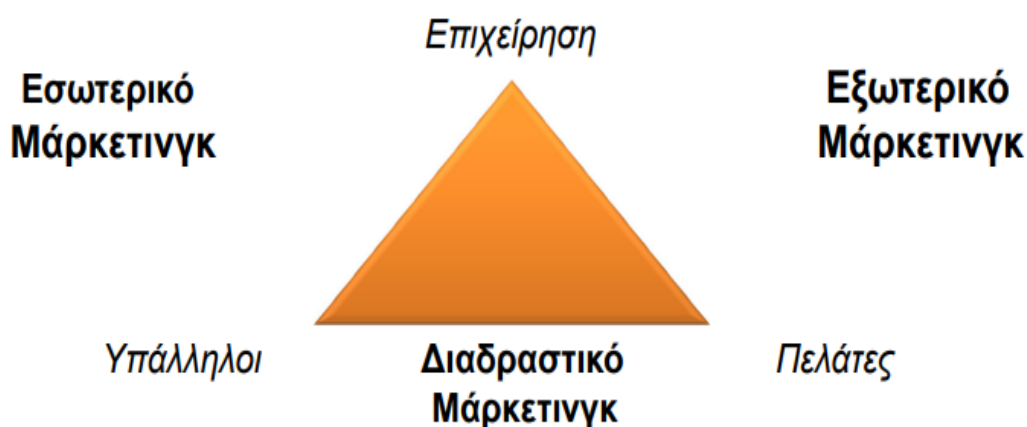 Επιχείρηση
Εσωτερικό
Μάρκετινγκ
Εξωτερικό
Μάρκετινγκ
Υπάλληλοι
Διαδραστικό
Μάρκετινγκ
Πελάτες